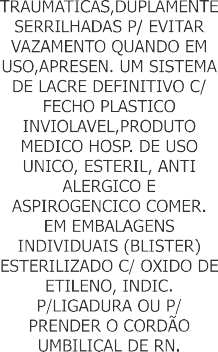 TRAUMATICAS,DUPLAMENTE
SERRILHADAS P/ EVITAR
VAZAMENTO QUANDO EM
USO,APRESEN. UM SISTEMA
DE LACRE DEFINITIVO C/
FECHO PLASTICO
INVIOLAVEL,PRODUTO
MEDICO HOSP. DE USO
UNICO, ESTERIL, ANTI
ALERGICO E
ASPIROGENCICO COMER.
EM EMBALAGENS
INDIVIDUAIS (BLISTER)
ESTERILIZADO C/ OXIDO DE
ETILENO, INDIC.
P/LIGADURA OU P/
PRENDER O CORDÃO
UMBILICAL DE RN.